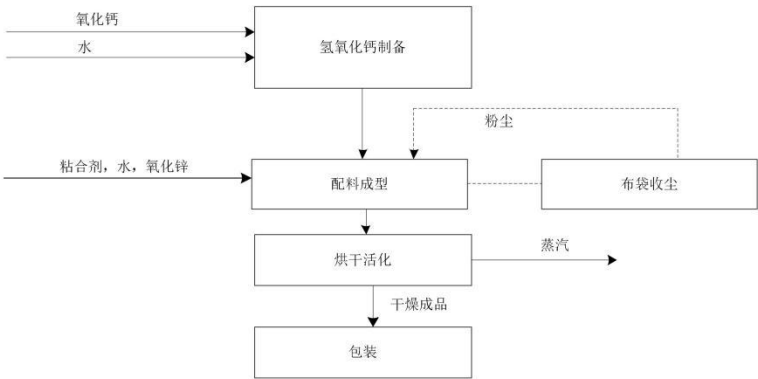 氧化钙
水
氢氧化钙制备
粉尘
粘合剂，水，氧化锌
配料成型
布袋收尘
烘干活化
蒸汽
干燥成品
包装